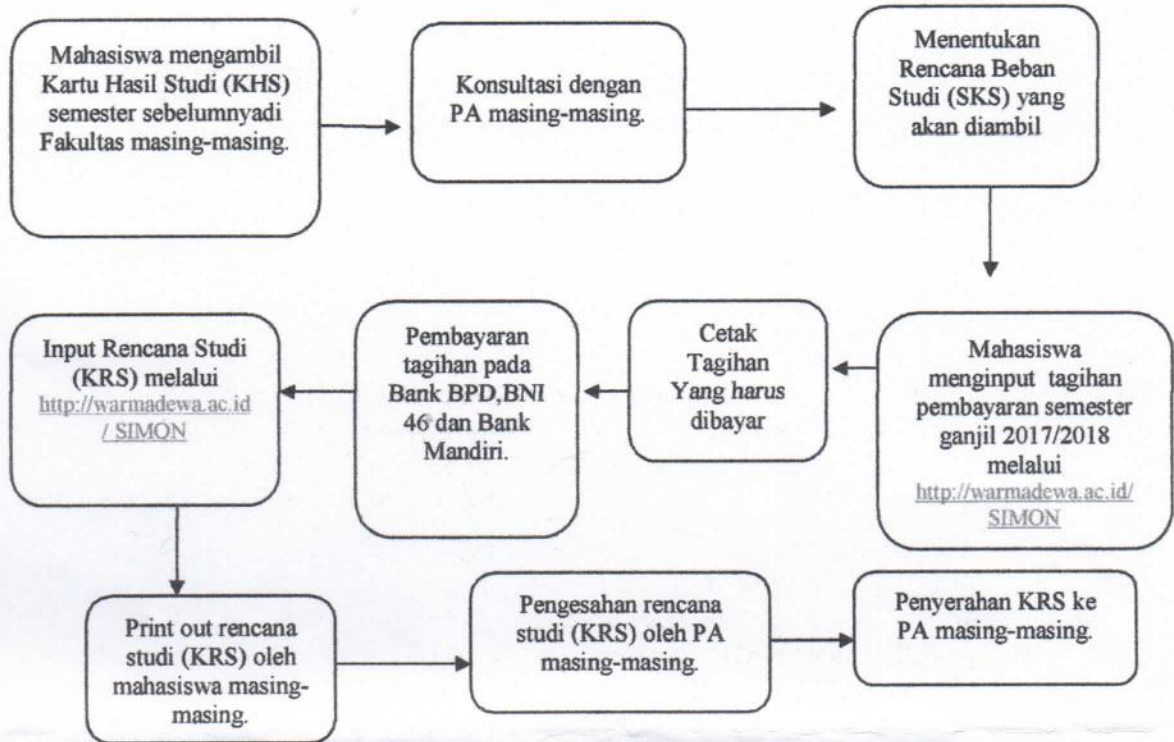 Mahasiswa mengambil
Kartu Hasil Studi (KHS)
semester sebelumnyadi
Fakultas masing-masing.
Konsultasi dengan
PA masing-masing.
Menentukan
Rencana Beban
Studi (SKS) yang
akan diambil
Mahasiswa
menginput tagihan
pembayaran semester
ganjil 2017/2018
melalui
http://warmadewa.ac.id/
SIMON
Cetak
Tagihan
Yang harus
dibayar
Pembayaran
tagihan pada
Bank BPD,BNI
46 dan Bank
Mandiri.
Input Rencana Studi
(KRS) melalui
http://warmadewa.ac.id
/ SIMON
Print out rencana
studi (KRS) oleh
mahasiswa masing-
masing.
Pengesahan rencana
studi (KRS) oleh PA
masing-masing.
Penyerahan KRS ke
PA masing-masing.